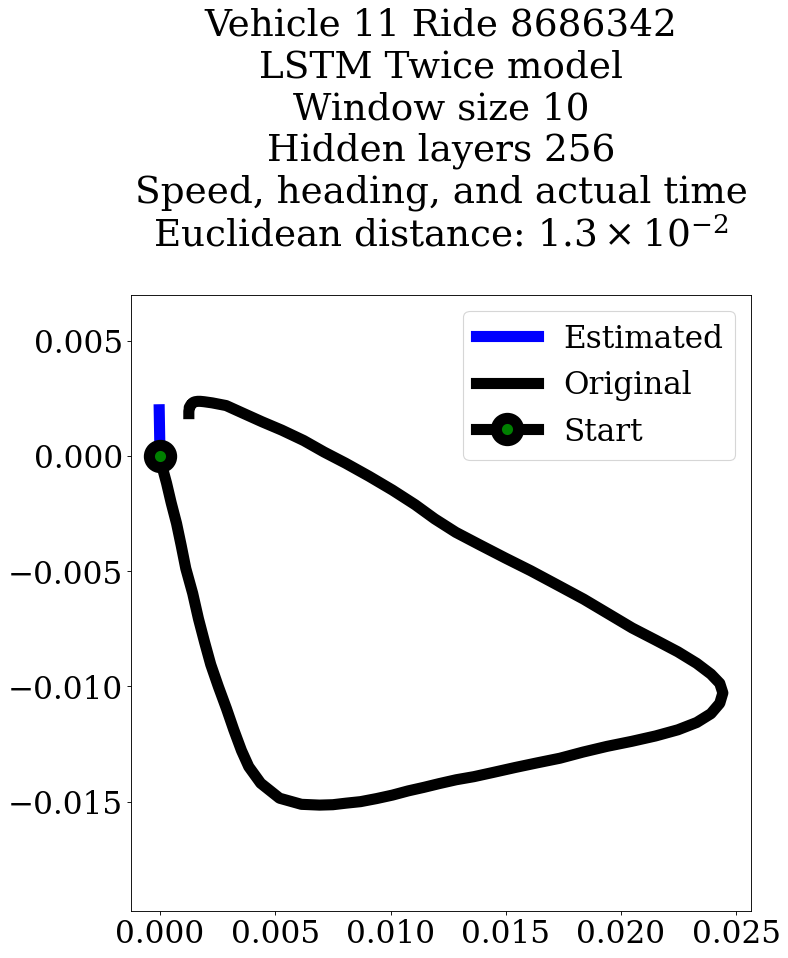 Vehicle 11 Ride 8686342
LSTM Twice model
Window size 10
Hidden layers 256
Speed, heading, and actual time
Euclidean distance: 1.3 × 10⁻²
Estimated
Original
Start
0.005
0.000
−0.005
−0.010
−0.015
0.000 0.005 0.010 0.015 0.020 0.025